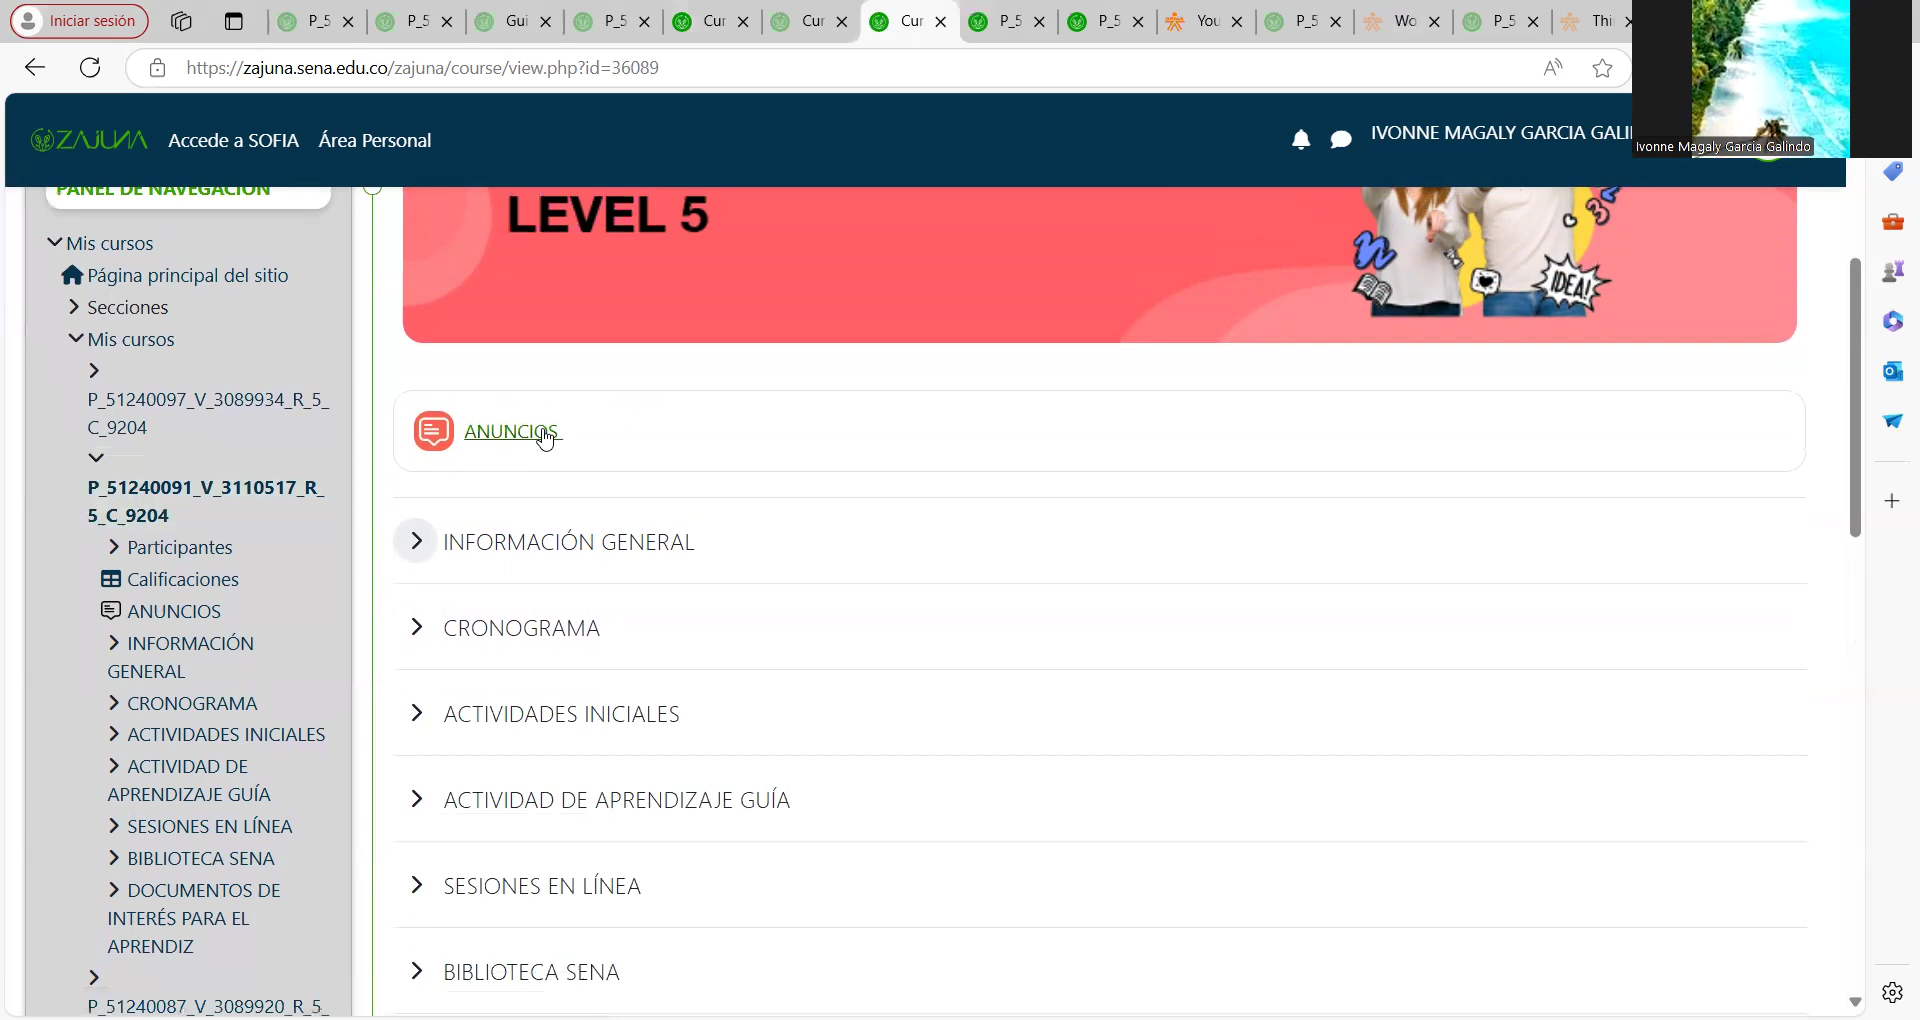 Iniciar sesión
P_5
P_5
Gui
P_5
Cur
Cur
Cur
P_5
P_5
You
P_5
Wo
P_5
Thi
https://zajuna.sena.edu.co/zajuna/course/view.php?id=36089
ZAJUNA
Accede a SOFIA
Área Personal
IVONNE MAGALY GARCIA GALI
Ivonne Magaly Garcia Galindo
PANEL DE NAVEGACIÓN
Mis cursos
Página principal del sitio
Secciones
Mis cursos
P_51240097_V_3089934_R_5_
C_9204
P_51240091_V_3110517_R_
5_C_9204
Participantes
Calificaciones
ANUNCIOS
INFORMACIÓN
GENERAL
CRONOGRAMA
ACTIVIDADES INICIALES
ACTIVIDAD DE
APRENDIZAJE GUÍA
SESIONES EN LÍNEA
BIBLIOTECA SENA
DOCUMENTOS DE
INTERÉS PARA EL
APRENDIZ
P_51240087_V_3089920_R_5_
LEVEL 5
IDEA!
ANUNCIOS
INFORMACIÓN GENERAL
CRONOGRAMA
ACTIVIDADES INICIALES
ACTIVIDAD DE APRENDIZAJE GUÍA
SESIONES EN LÍNEA
BIBLIOTECA SENA